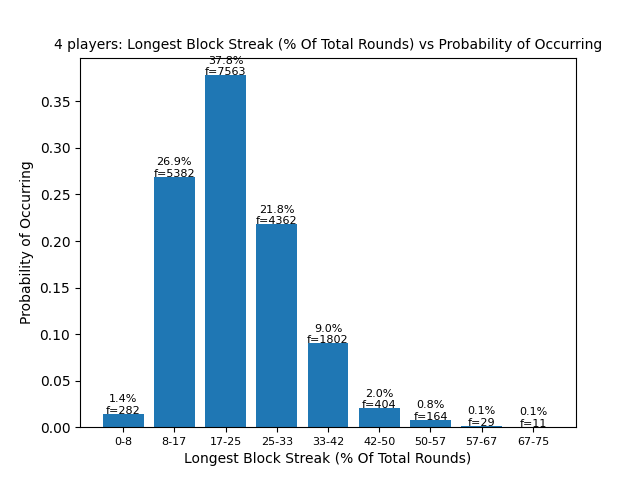 4 players: Longest Block Streak (% Of Total Rounds) vs Probability of Occurring
Probability of Occurring
0.35
0.30
0.25
0.20
0.15
0.10
0.05
0.00
1.4%
f=282
26.9%
f=5382
37.8%
f=7563
21.8%
f=4362
9.0%
f=1802
2.0%
f=404
0.8%
f=164
0.1%
f=29
0.1%
f=11
0-8 8-17 17-25 25-33 33-42 42-50 50-57 57-67 67-75
Longest Block Streak (% Of Total Rounds)